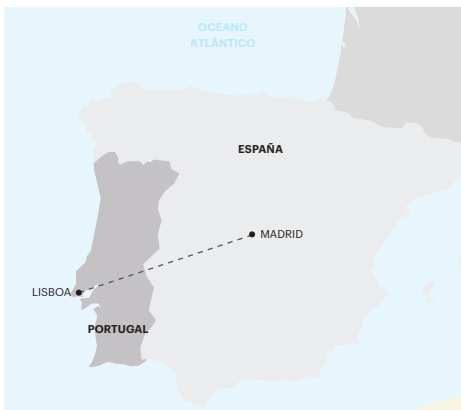 OCEANO
ATLÁNTICO
ESPAÑA
MADRID
LISBOA
PORTUGAL